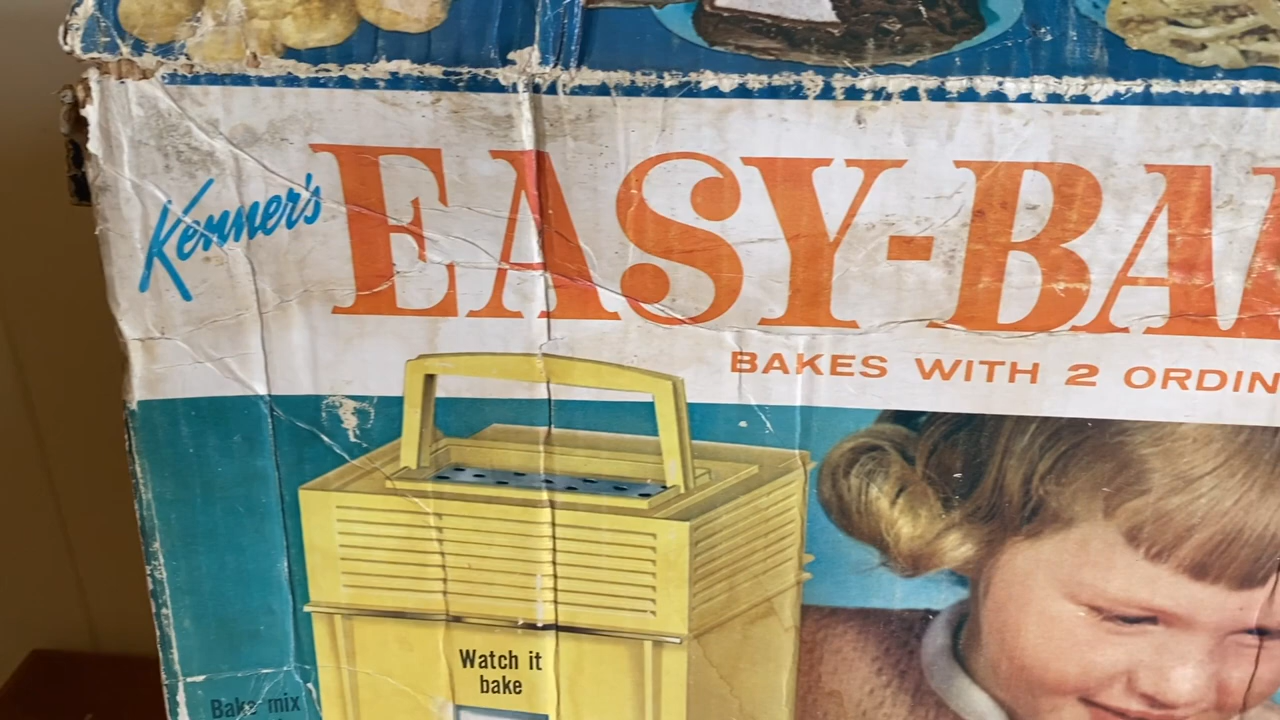 Kenner's
EASY-BA
BAKES WITH 2 ORDIN
Watch it
bake
Bake mix